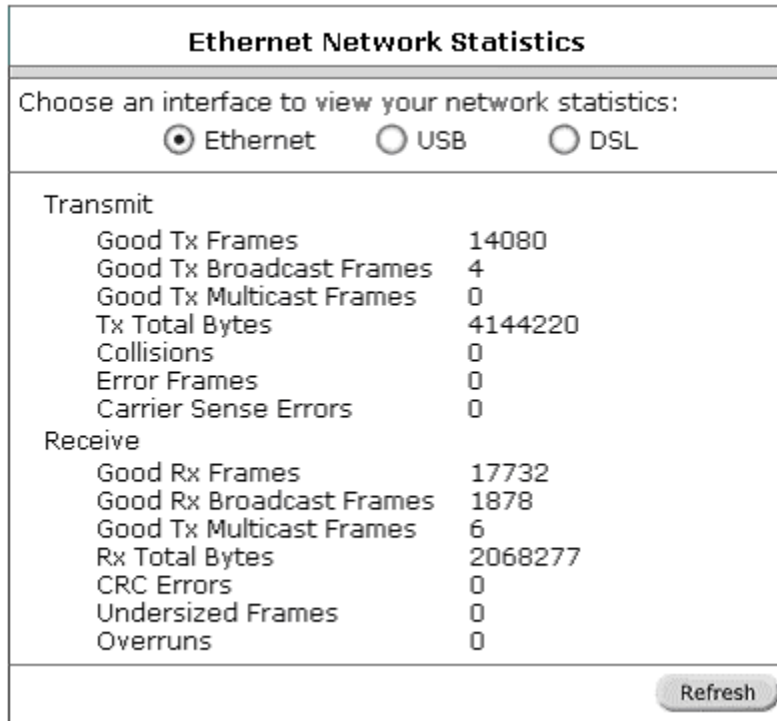 Ethernet Network Statistics
Choose an interface to view your network statistics:
Ethernet USB DSL
Transmit
Good Tx Frames 14080
Good Tx Broadcast Frames 4
Good Tx Multicast Frames 0
Tx Total Bytes 4144220
Collisions 0
Error Frames 0
Carrier Sense Errors 0
Receive
Good Rx Frames 17732
Good Rx Broadcast Frames 1878
Good Tx Multicast Frames 6
Rx Total Bytes 2068277
CRC Errors 0
Undersized Frames 0
Overruns 0
Refresh